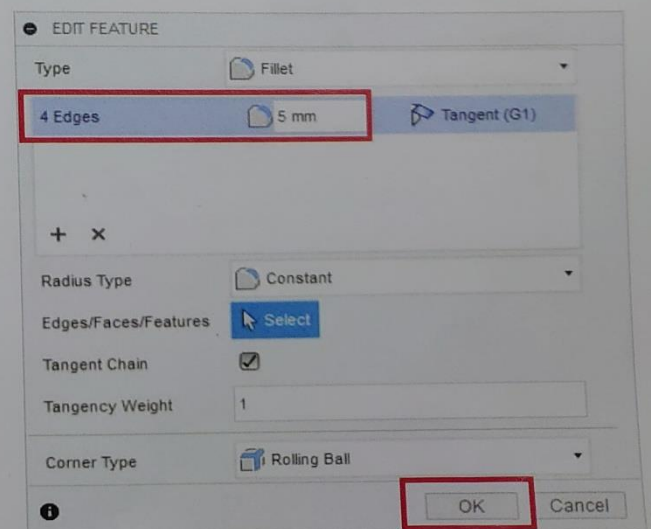 EDIT FEATURE
Type Fillet
4 Edges 5 mm Tangent (G1)
Radius Type Constant
Edges/Faces/Features Select
Tangent Chain
Tangency Weight 1
Corner Type Rolling Ball
OK Cancel